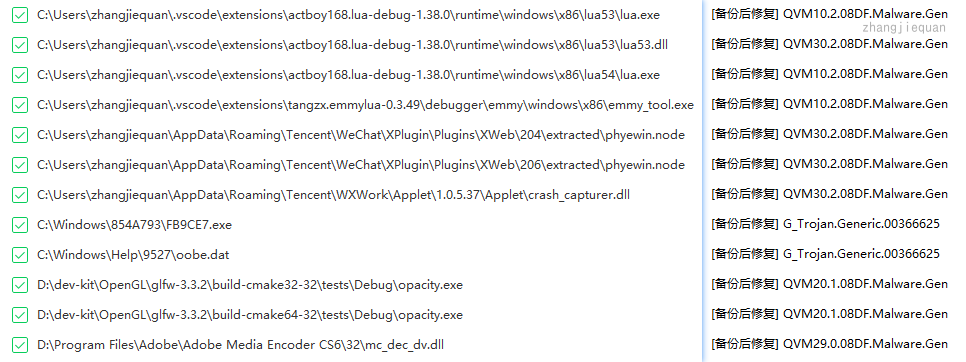 C:\Users\zhangjiequan\.vscode\extensions\actboy168.lua-debug-1.38.0\runtime\windows\x86\lua53\lua.exe [备份后修复] QVM10.2.08DF.Malware.Gen
zhangjiequan
C:\Users\zhangjiequan\.vscode\extensions\actboy168.lua-debug-1.38.0\runtime\windows\x86\lua53\lua53.dll [备份后修复] QVM30.2.08DF.Malware.Gen
C:\Users\zhangjiequan\.vscode\extensions\actboy168.lua-debug-1.38.0\runtime\windows\x86\lua54\lua.exe [备份后修复] QVM10.2.08DF.Malware.Gen
C:\Users\zhangjiequan\.vscode\extensions\tangzx.emmylua-0.3.49\debugger\emmy\windows\x86\emmy_tool.exe [备份后修复] QVM10.2.08DF.Malware.Gen
C:\Users\zhangjiequan\AppData\Roaming\Tencent\WeChat\XPlugin\Plugins\XWeb\204\extracted\phyewin.node [备份后修复] QVM30.2.08DF.Malware.Gen
C:\Users\zhangjiequan\AppData\Roaming\Tencent\WeChat\XPlugin\Plugins\XWeb\206\extracted\phyewin.node [备份后修复] QVM30.2.08DF.Malware.Gen
C:\Users\zhangjiequan\AppData\Roaming\Tencent\WXWork\Applet\1.0.5.37\Applet\crash_capturer.dll [备份后修复] QVM30.2.08DF.Malware.Gen
C:\Windows\854A793\FB9CE7.exe [备份后修复] G_Trojan.Generic.00366625
C:\Windows\Help\9527\oobe.dat [备份后修复] G_Trojan.Generic.00366625
D:\dev-kit\OpenGL\glfw-3.3.2\build-cmake32-32\tests\Debug\opacity.exe [备份后修复] QVM20.1.08DF.Malware.Gen
D:\dev-kit\OpenGL\glfw-3.3.2\build-cmake64-32\tests\Debug\opacity.exe [备份后修复] QVM20.1.08DF.Malware.Gen
D:\Program Files\Adobe\Adobe Media Encoder CS6\32\mc_dec_dv.dll [备份后修复] QVM29.0.08DF.Malware.Gen